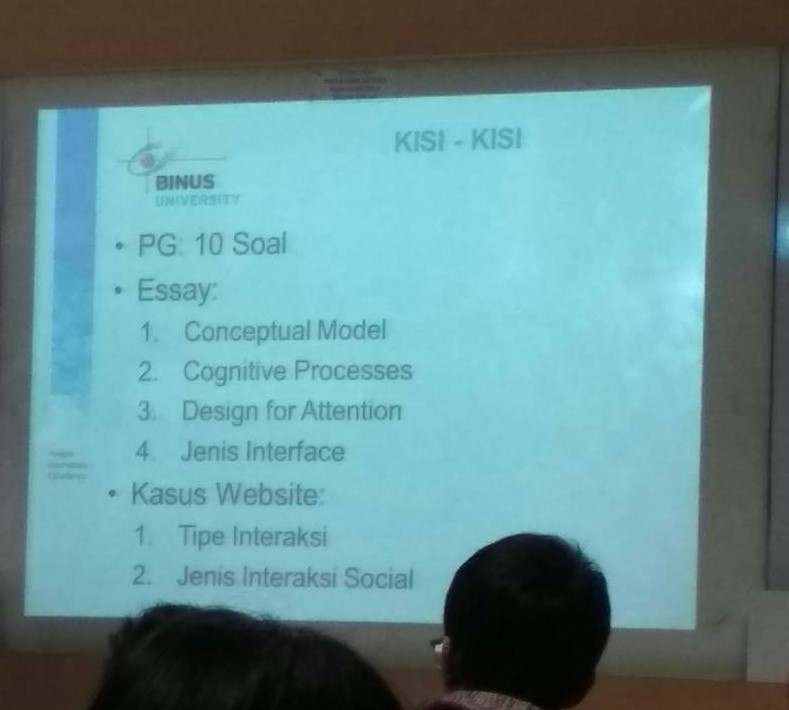 KISI - KISI
BINUS
UNIVERSITY
• PG: 10 Soal
• Essay:
1. Conceptual Model
2. Cognitive Processes
3. Design for Attention
4. Jenis Interface
• Kasus Website:
1. Tipe Interaksi
2. Jenis Interaksi Social